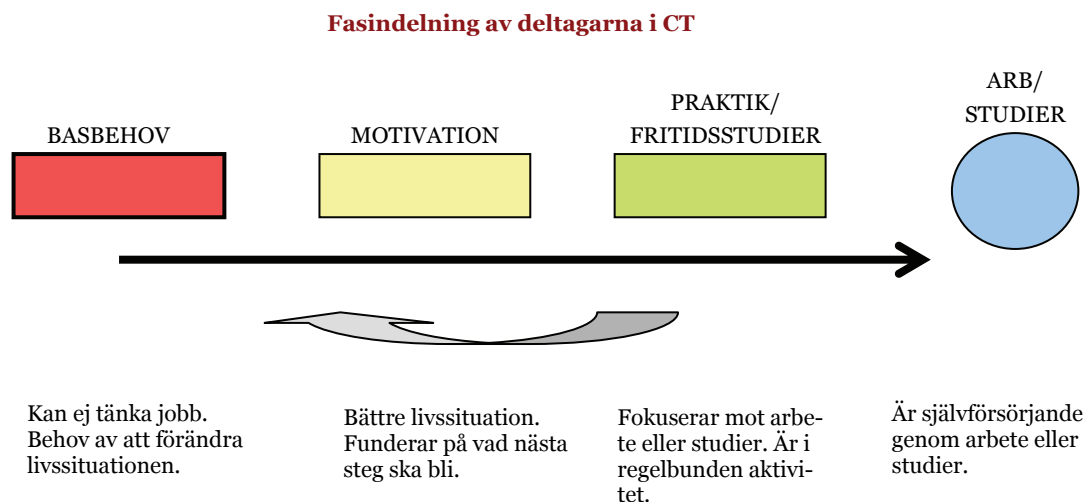 Fasindelning av deltagarna i CT
BASBEHOV
MOTIVATION
PRAKTIK/
FRITIDSSTUDIER
ARB/
STUDIER
Kan ej tänka jobb.
Behov av att förändra
livssituationen.
Bättre livssituation.
Funderar på vad nästa
steg ska bli.
Fokuserar mot arbe-
te eller studier. Är i
regelbunden aktivi-
tet.
Är självförsörjande
genom arbete eller
studier.